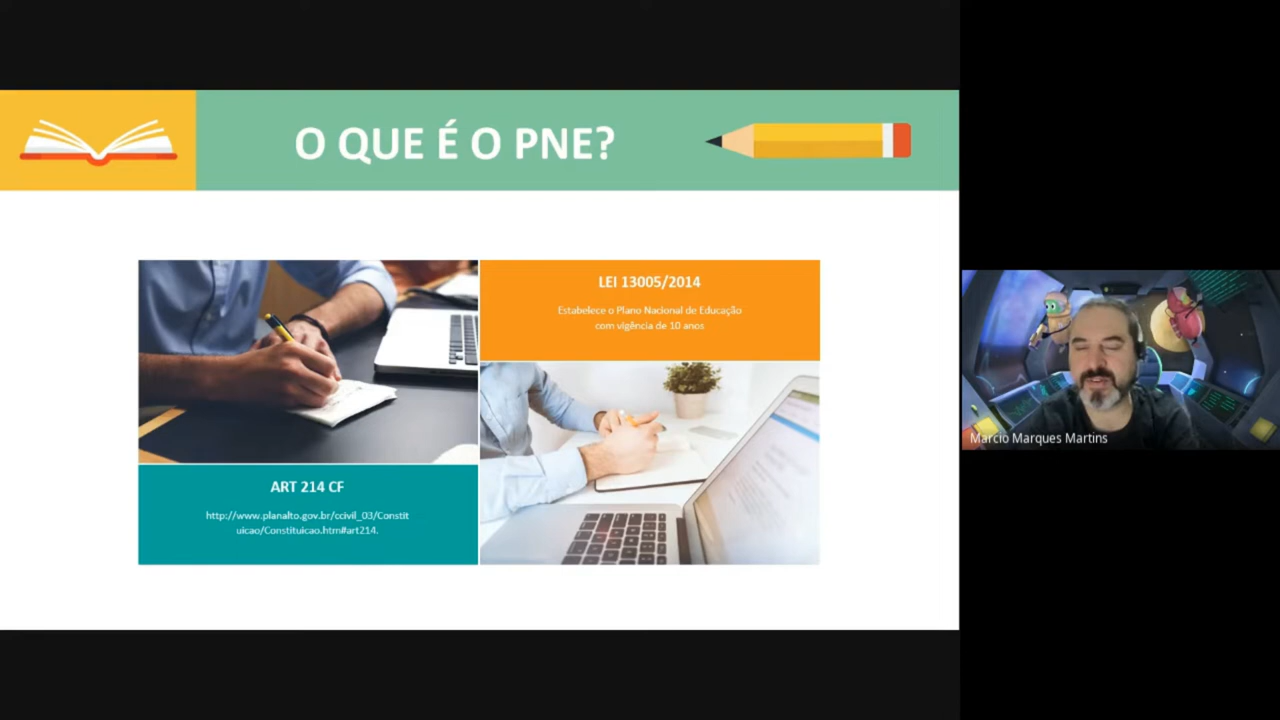 O QUE É O PNE?
LEI 13005/2014
Estabelece o Plano Nacional de Educação
com vigência de 10 anos
ART 214 CF
http://www.planalto.gov.br/ccivil_03/Constit
uicao/Constituicao.htm#art214.
Marcio Marques Martins